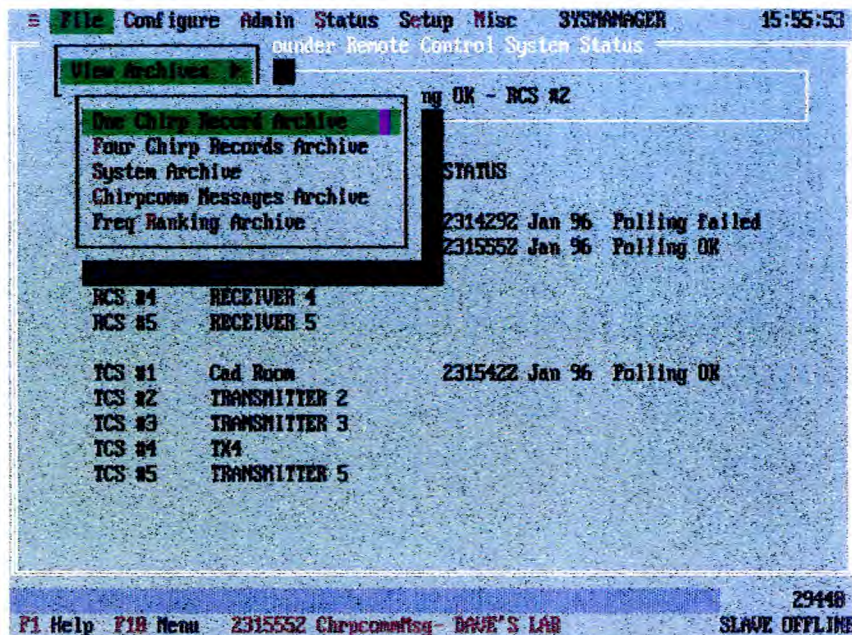 ≡ File Configure Admin Status Setup Misc SYSMANAGER 15:55:53
ounder Remote Control System Status
View Archives
ng OK - RCS #2
One Chirp Record Archive
Four Chirp Records Archive
System Archive
Chirpcomm Messages Archive
Freq Ranking Archive
STATUS
231429Z Jan 96 Polling failed
231555Z Jan 96 Polling OK
RCS #4 RECEIVER 4
RCS #5 RECEIVER 5
TCS #1 Cad Room 231542Z Jan 96 Polling OK
TCS #2 TRANSMITTER 2
TCS #3 TRANSMITTER 3
TCS #4 TX4
TCS #5 TRANSMITTER 5
29448
F1 Help F10 Menu 231555Z ChrpcommMsg- DAVE'S LAB SLAVE OFFLINE